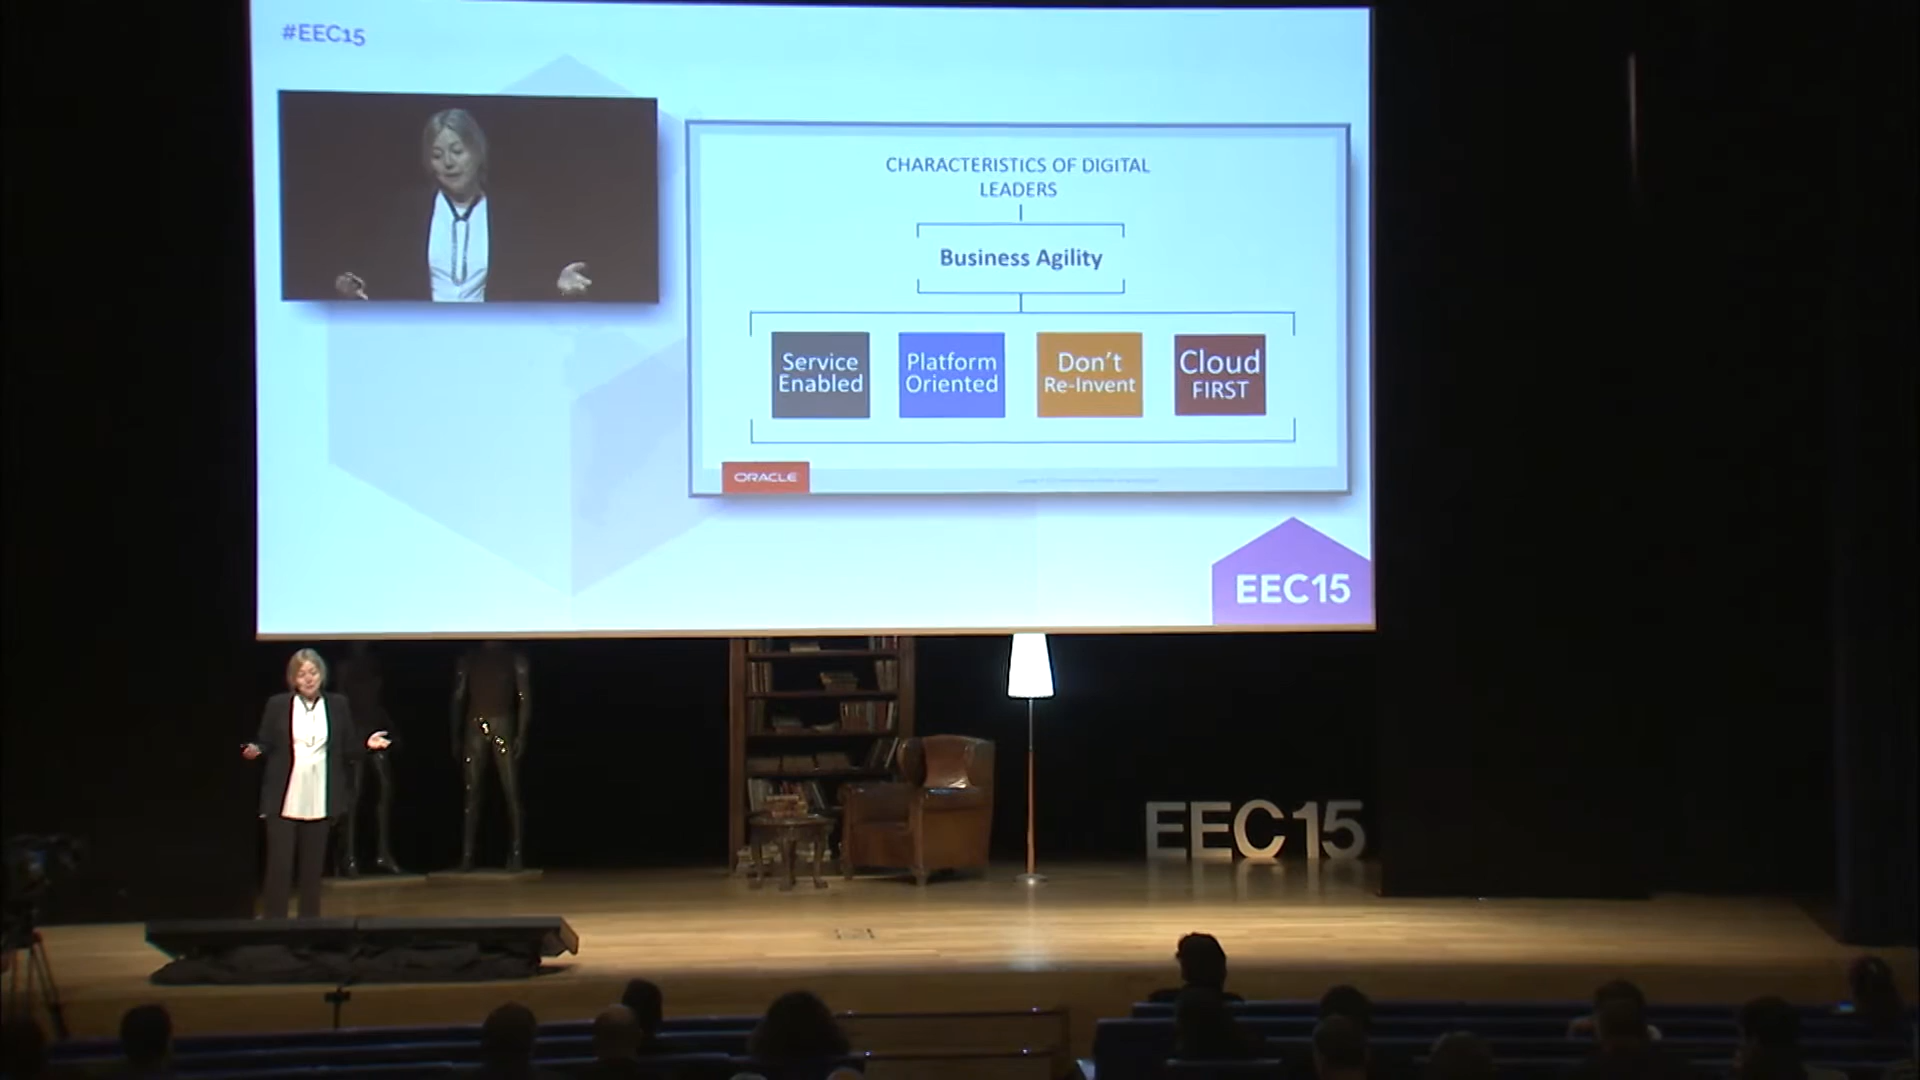 #EEC15
CHARACTERISTICS OF DIGITAL
LEADERS
Business Agility
Service
Enabled
Platform
Oriented
Don't
Re-Invent
Cloud
FIRST
ORACLE
EEC15
EEC15